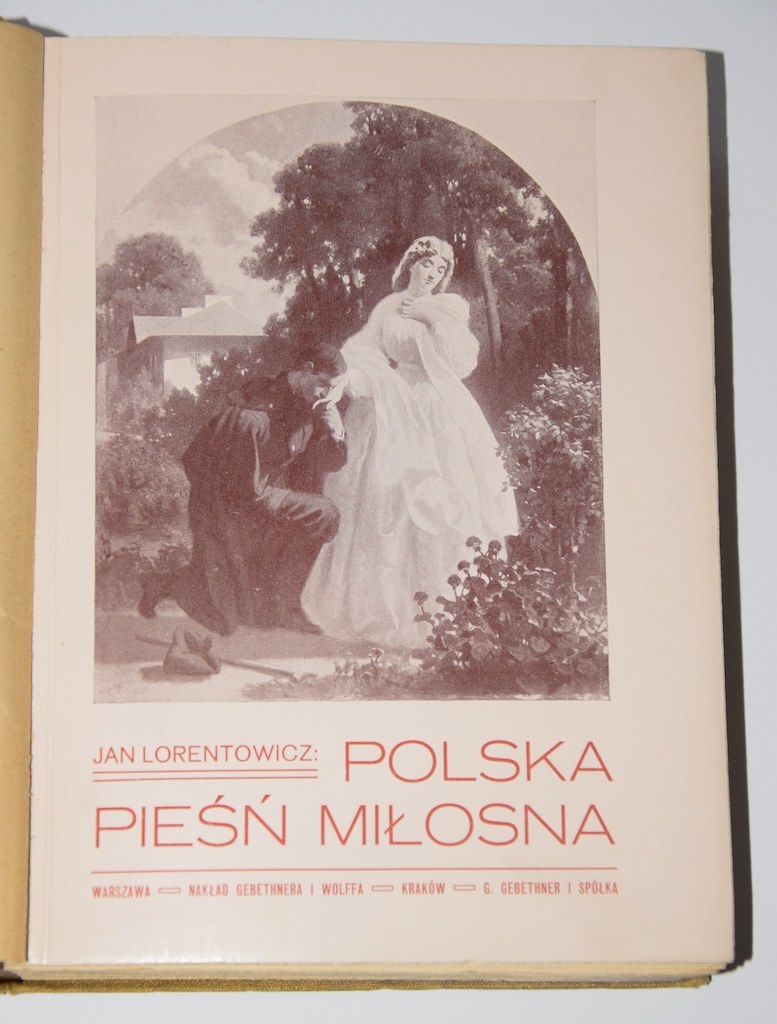 JAN LORENTOWICZ: POLSKA
PIEŚŃ MIŁOSNA
WARSZAWA — NAKŁAD GEBETHNERA I WOLFFA — KRAKÓW — G. GEBETHNER I SPÓŁKA